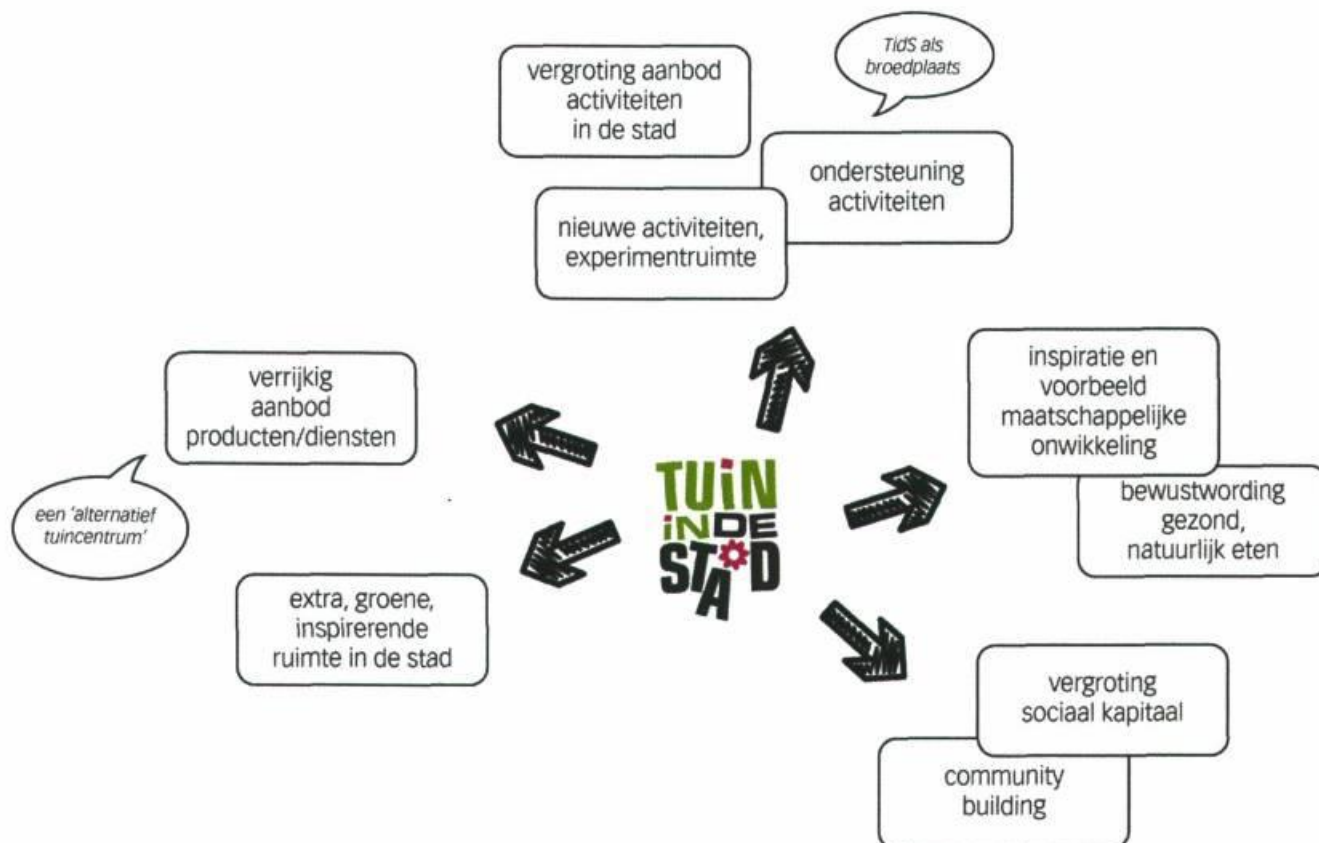 TidS als
broedplaats
vergroting aanbod
activiteiten
in de stad
ondersteuning
activiteiten
nieuwe activiteiten,
experimentruimte
verrijkig
aanbod
producten/diensten
een 'alternatief
tuincentrum'
inspiratie en
voorbeeld
maatschappelijke
onwikkeling
bewustwording
gezond,
natuurlijk eten
TUiN
iNDE
STAD
extra, groene,
inspirerende
ruimte in de stad
vergroting
sociaal kapitaal
community
building